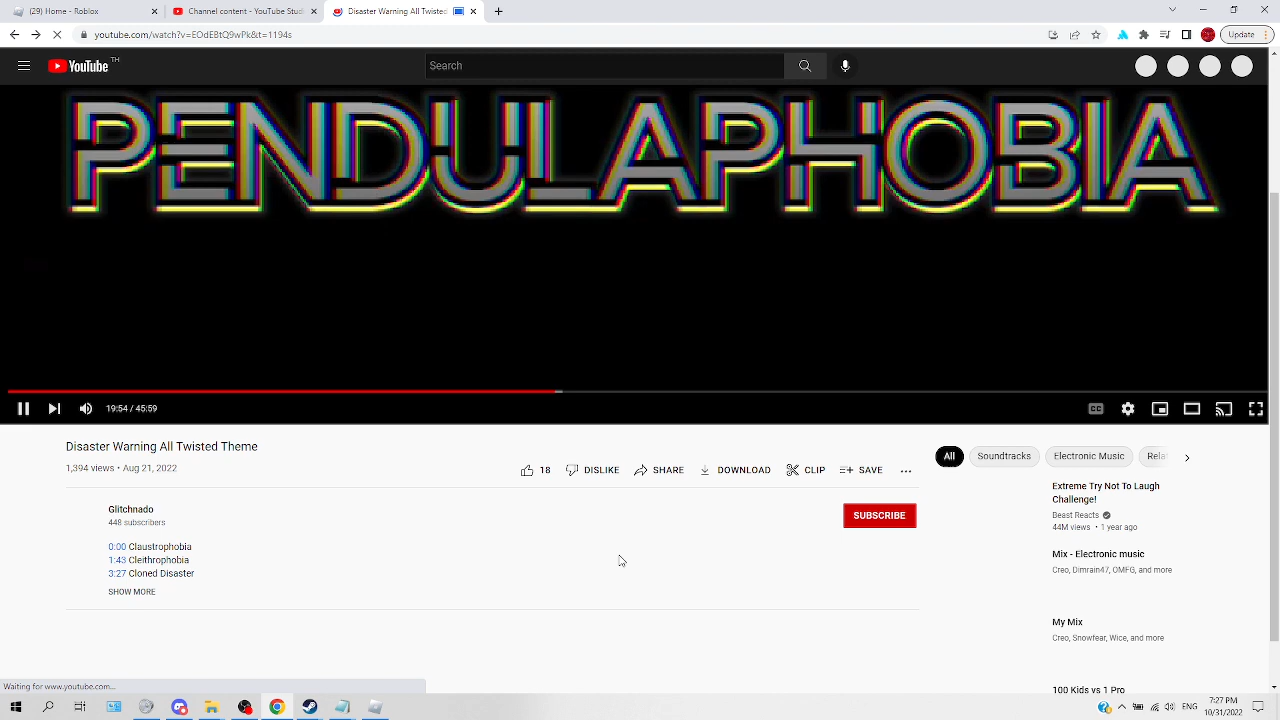 (29) Home - Roblox
Channel content - YouTube Stud
Disaster Warning All Twisted
youtube.com/watch?v=EOdEBtQ9wPk&t=1194s
Update
YouTube TH
Search
PENDULAPHOBIA
19:54 / 45:59
CC
Disaster Warning All Twisted Theme
1,394 views • Aug 21, 2022
18
DISLIKE
SHARE
DOWNLOAD
CLIP
SAVE
Glitchnado
448 subscribers
SUBSCRIBE
0:00 Claustrophobia
1:43 Cleithrophobia
3:27 Cloned Disaster
SHOW MORE
All
Soundtracks
Electronic Music
Rela
Extreme Try Not To Laugh
Challenge!
Beast Reacts
44M views • 1 year ago
Mix - Electronic music
Creo, Dimrain47, OMFG, and more
My Mix
Creo, Snowfear, Wice, and more
100 Kids vs 1 Pro
Waiting for www.youtube.com...
ENG
7:27 PM
10/31/2022